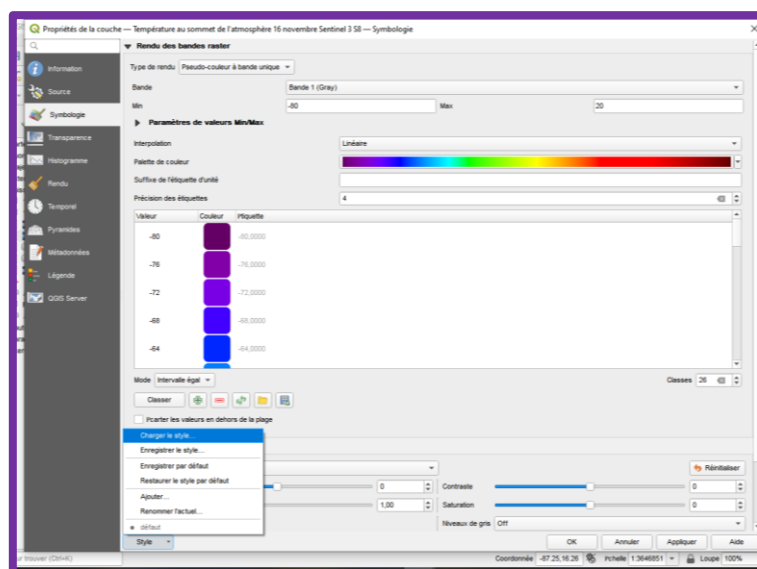 Propriétés de la couche — Température au sommet de l'atmosphère 16 novembre Sentinel 3 S8 — Symbologie
Information
Source
Symbologie
Transparence
Histogramme
Rendu
Temporel
Pyramides
Métadonnées
Légende
QGIS Server
Rendu des bandes raster
Type de rendu Pseudo-couleur à bande unique
Bande Bande 1 (Gray)
Min -80 Max 20
Paramètres de valeurs Min/Max
Interpolation Linéaire
Palette de couleur
Suffixe de l'étiquette d'unité
Précision des étiquettes 4
Valeur Couleur Étiquette
-80 -80,0000
-76 -76,0000
-72 -72,0000
-68 -68,0000
-64 -64,0000
Mode Intervalle égal Classes 26
Classer
Écarter les valeurs en dehors de la plage
Charger le style...
Enregistrer le style...
Enregistrer par défaut
Restaurer le style par défaut
Ajouter...
Renommer l'actuel...
défaut
Réinitialiser
0 Contraste 0
1,00 Saturation 0
Niveaux de gris Off
Style OK Annuler Appliquer Aide
trouver (Ctrl+K) Coordonnée -87.25,16.26 Échelle 1:3646851 Loupe 100%